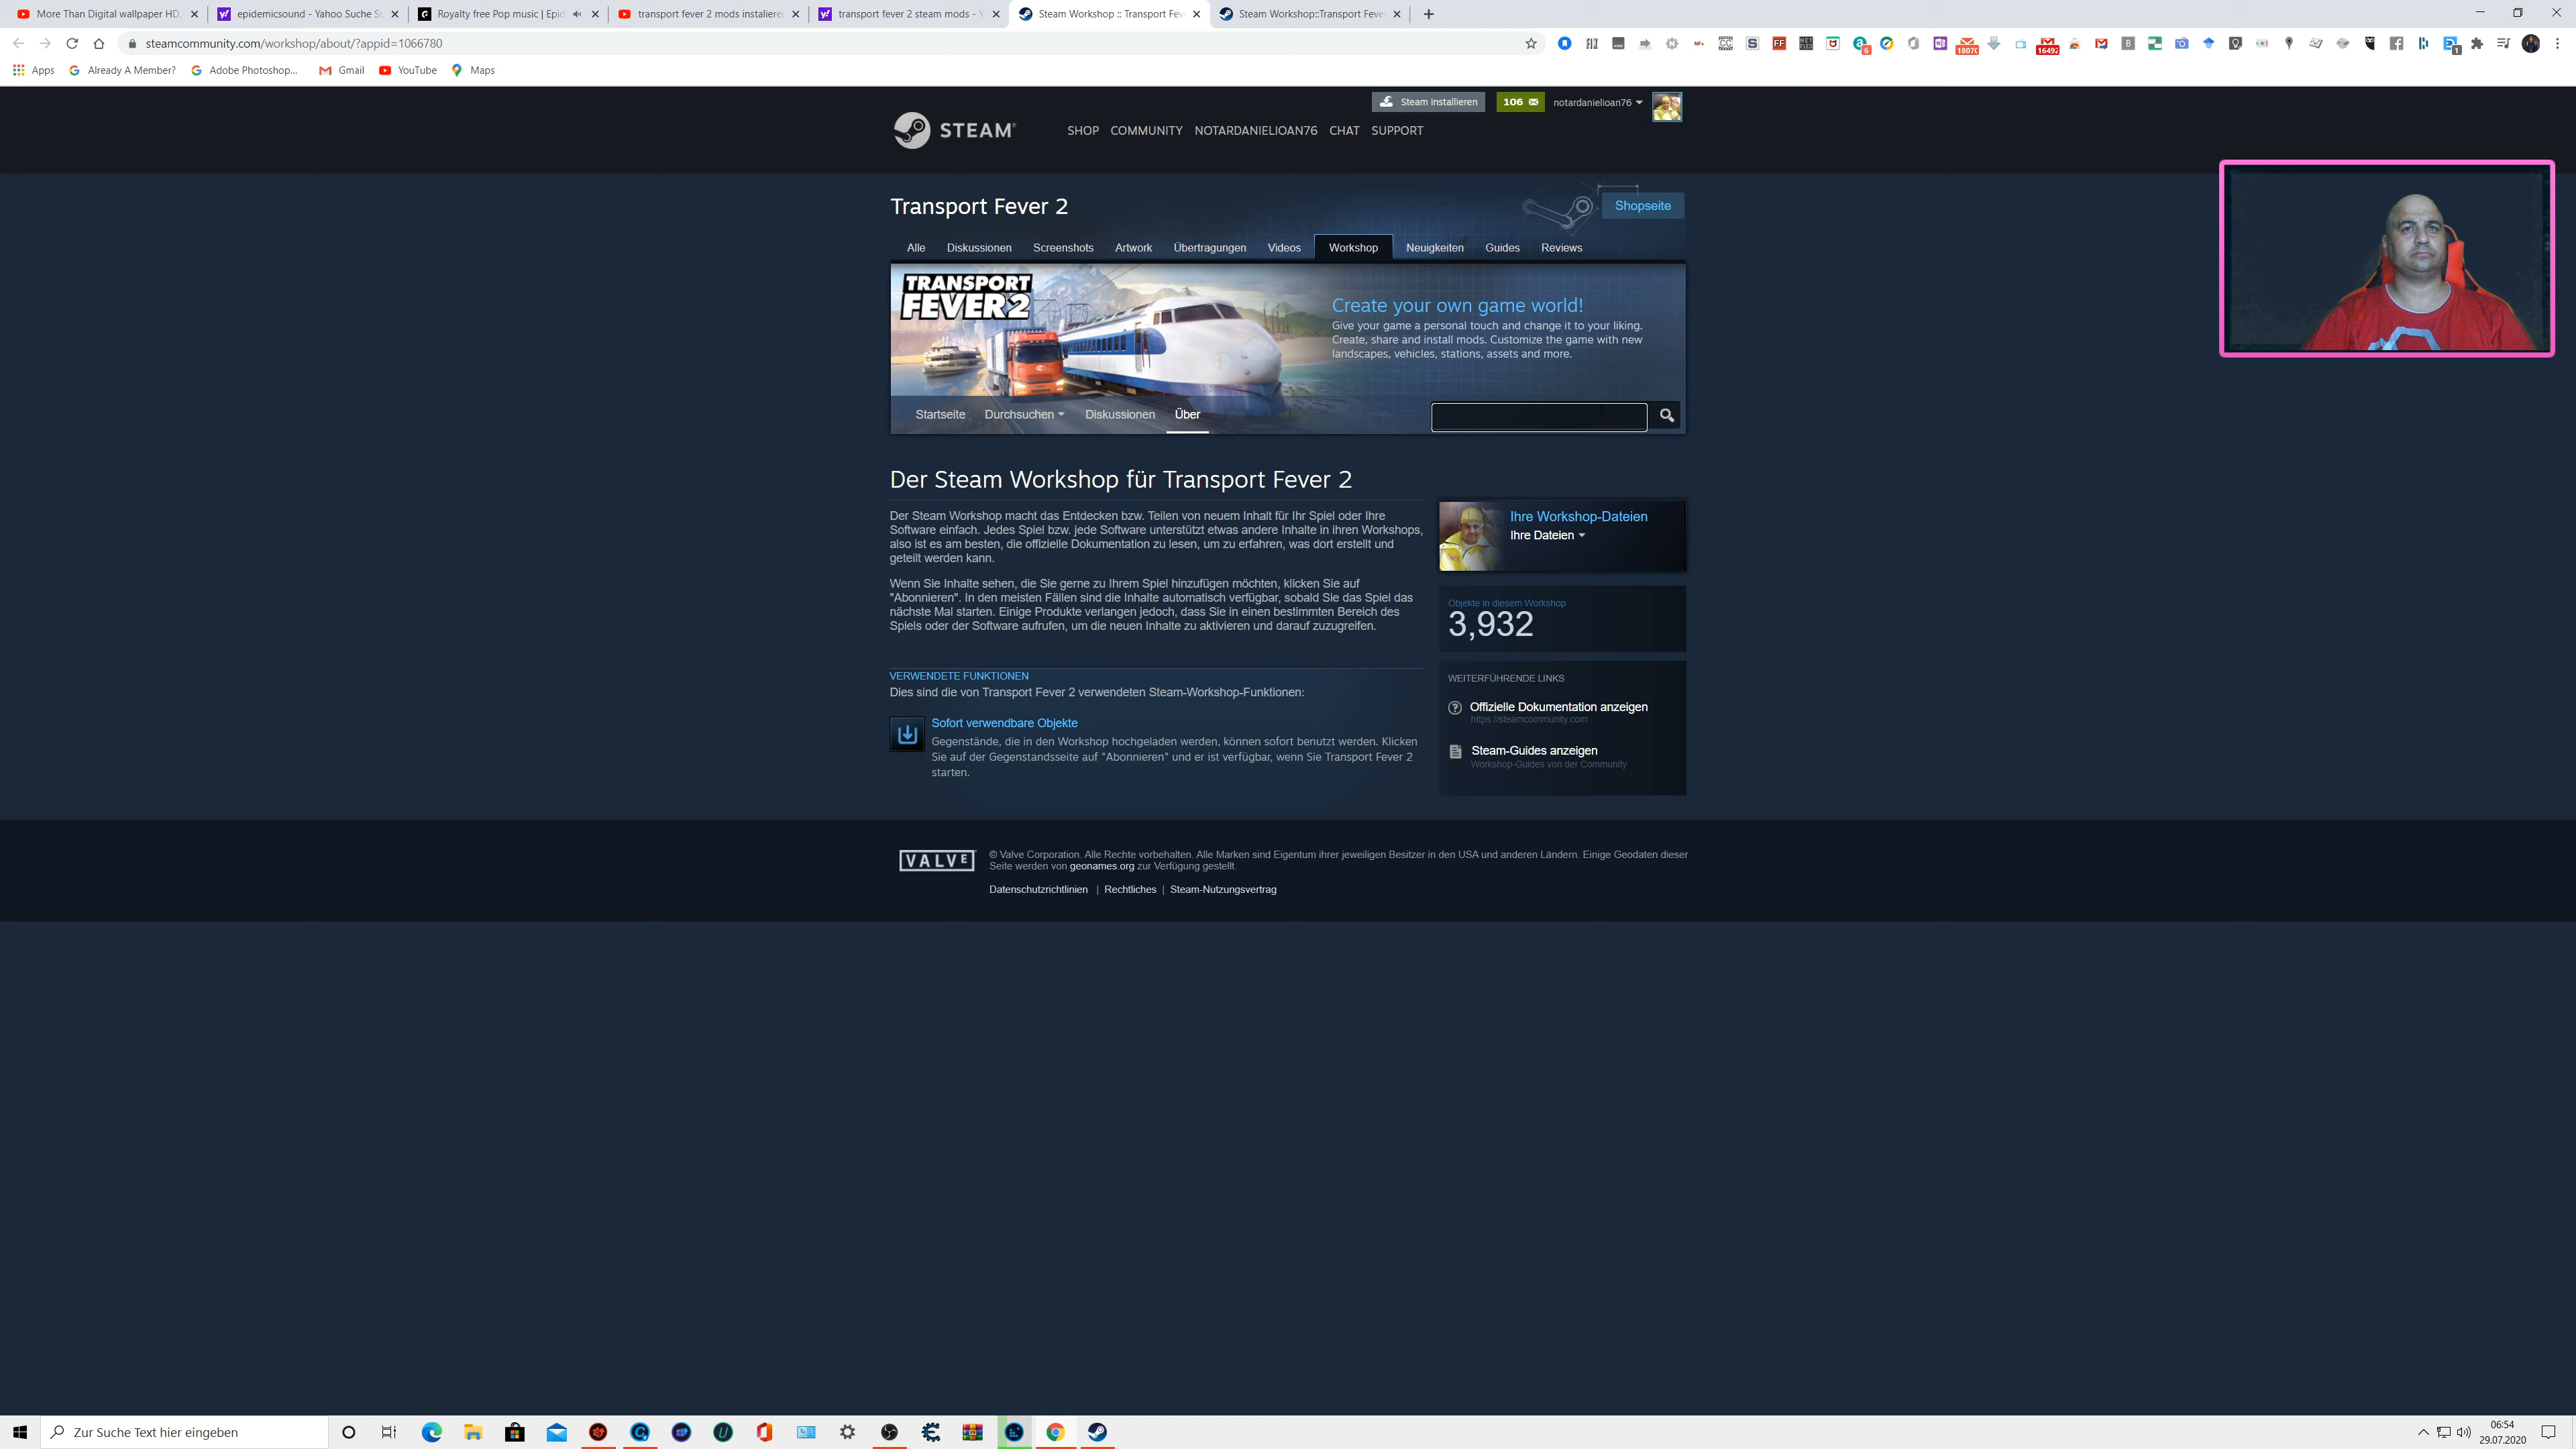 More Than Digital wallpaper HD,
epidemicsound - Yahoo Suche Su
Royalty free Pop music | Epid
transport fever 2 mods instaliere
transport fever 2 steam mods - Y
Steam Workshop :: Transport Fev
Steam Workshop::Transport Feve
steamcommunity.com/workshop/about/?appid=1066780
Apps
Already A Member?
Adobe Photoshop...
Gmail
YouTube
Maps
Steam installieren
106
notardanielioan76
STEAM
SHOP COMMUNITY NOTARDANIELIOAN76 CHAT SUPPORT
Transport Fever 2
Shopseite
Alle Diskussionen Screenshots Artwork Übertragungen Videos Workshop Neuigkeiten Guides Reviews
TRANSPORT
FEVER2
Create your own game world!
Give your game a personal touch and change it to your liking.
Create, share and install mods. Customize the game with new
landscapes, vehicles, stations, assets and more.
Startseite Durchsuchen Diskussionen Über
Der Steam Workshop für Transport Fever 2
Der Steam Workshop macht das Entdecken bzw. Teilen von neuem Inhalt für Ihr Spiel oder Ihre
Software einfach. Jedes Spiel bzw. jede Software unterstützt etwas andere Inhalte in ihren Workshops,
also ist es am besten, die offizielle Dokumentation zu lesen, um zu erfahren, was dort erstellt und
geteilt werden kann.
Wenn Sie Inhalte sehen, die Sie gerne zu Ihrem Spiel hinzufügen möchten, klicken Sie auf
"Abonnieren". In den meisten Fällen sind die Inhalte automatisch verfügbar, sobald Sie das Spiel das
nächste Mal starten. Einige Produkte verlangen jedoch, dass Sie in einen bestimmten Bereich des
Spiels oder der Software aufrufen, um die neuen Inhalte zu aktivieren und darauf zuzugreifen.
VERWENDETE FUNKTIONEN
Dies sind die von Transport Fever 2 verwendeten Steam-Workshop-Funktionen:
Sofort verwendbare Objekte
Gegenstände, die in den Workshop hochgeladen werden, können sofort benutzt werden. Klicken
Sie auf der Gegenstandsseite auf "Abonnieren" und er ist verfügbar, wenn Sie Transport Fever 2
starten.
Ihre Workshop-Dateien
Ihre Dateien
Objekte in diesem Workshop
3,932
WEITERFÜHRENDE LINKS
Offizielle Dokumentation anzeigen
https://steamcommunity.com
Steam-Guides anzeigen
Workshop-Guides von der Community
VALVE
© Valve Corporation. Alle Rechte vorbehalten. Alle Marken sind Eigentum ihrer jeweiligen Besitzer in den USA und anderen Ländern. Einige Geodaten dieser
Seite werden von geonames.org zur Verfügung gestellt.
Datenschutzrichtlinien | Rechtliches | Steam-Nutzungsvertrag
Zur Suche Text hier eingeben
06:54
29.07.2020